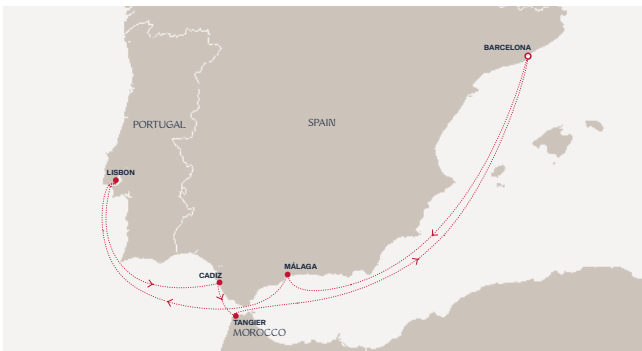 BARCELONA
PORTUGAL
SPAIN
LISBON
CADIZ
MÁLAGA
TANGIER
MOROCCO